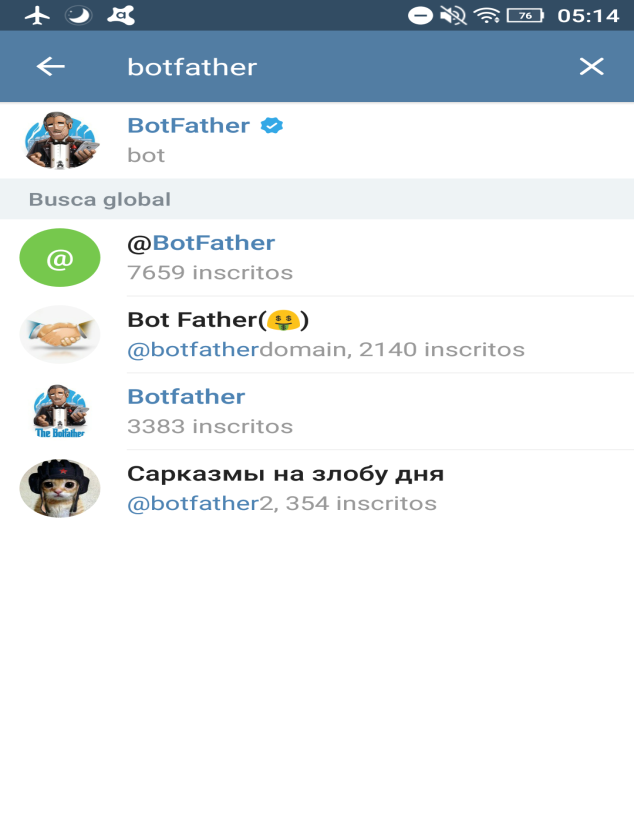 76 05:14
botfather
BotFather
bot
Busca global
@ @BotFather
7659 inscritos
Bot Father(🤑)
@botfatherdomain, 2140 inscritos
Botfather
3383 inscritos
The Botfather
Сарказмы на злобу дня
@botfather2, 354 inscritos